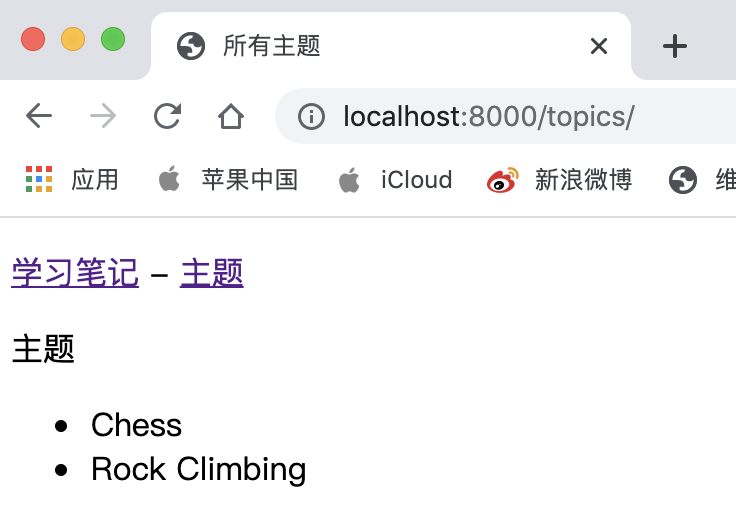 所有主题
localhost:8000/topics/
应用 苹果中国 iCloud 新浪微博 维
学习笔记 – 主题
主题
• Chess
• Rock Climbing